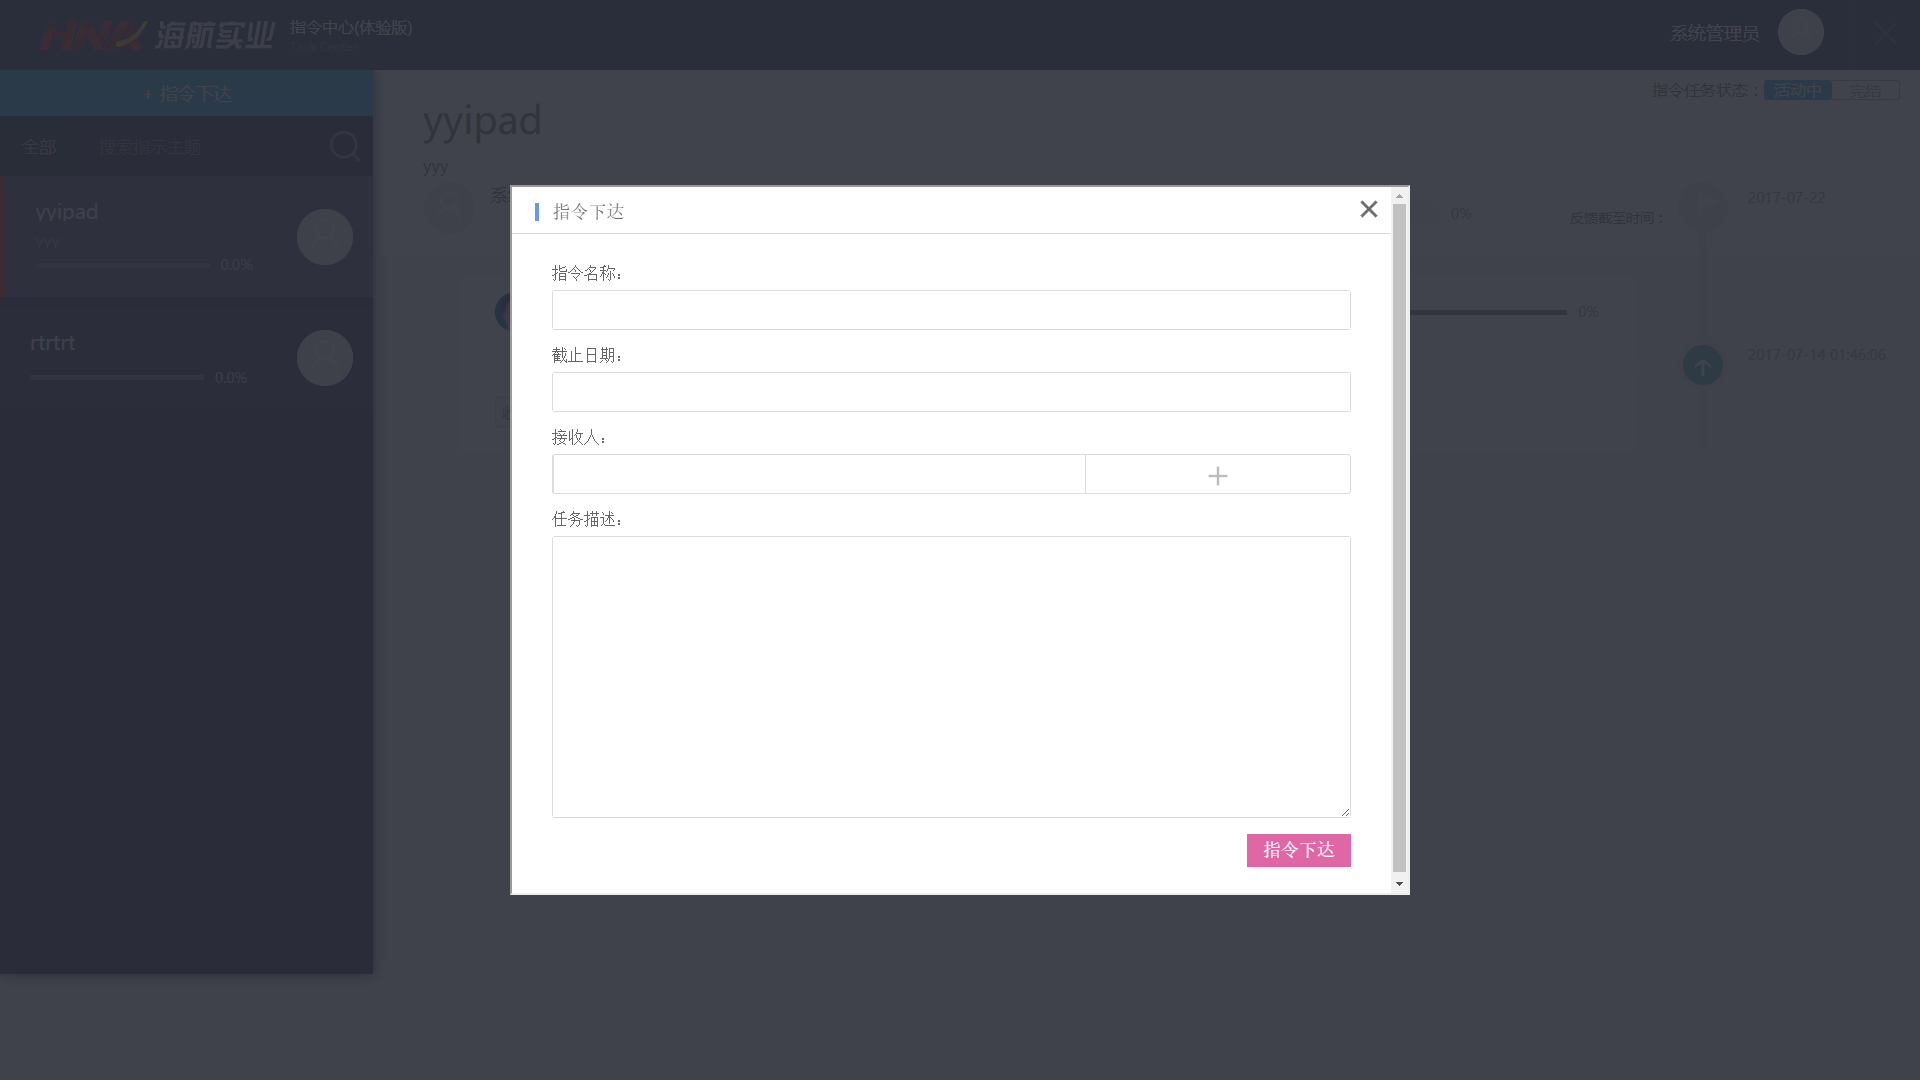 HNA 海航实业 指令中心(体验版)
系统管理员
+ 指令下达
全部 搜索指示主题
yyipad
yyy
0.0%
rtrtrt
0.0%
指令任务状态： 活动中 完结
yyipad
yyy
系
0%
反馈截至时间：
2017-07-22
0%
2017-07-14 01:46:06
指令下达
指令名称：
截止日期：
接收人：
任务描述：
指令下达